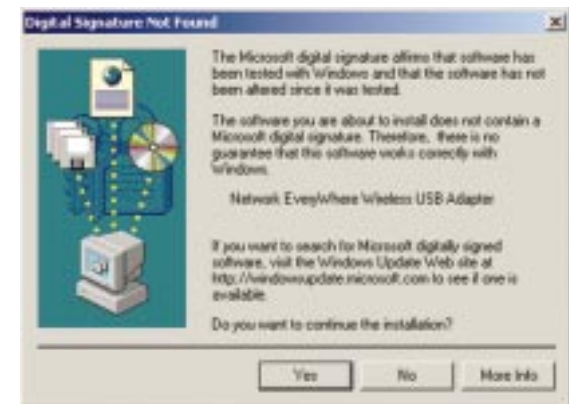 Digital Signature Not Found
The Microsoft digital signature affirms that software has
been tested with Windows and that the software has not
been altered since it was tested.
The software you are about to install does not contain a
Microsoft digital signature. Therefore, there is no
guarantee that this software works correctly with
Windows.
Network EveryWhere Wireless USB Adapter
If you want to search for Microsoft digitally signed
software, visit the Windows Update Web site at
http://windowsupdate.microsoft.com to see if one is
available.
Do you want to continue the installation?
Yes No More Info